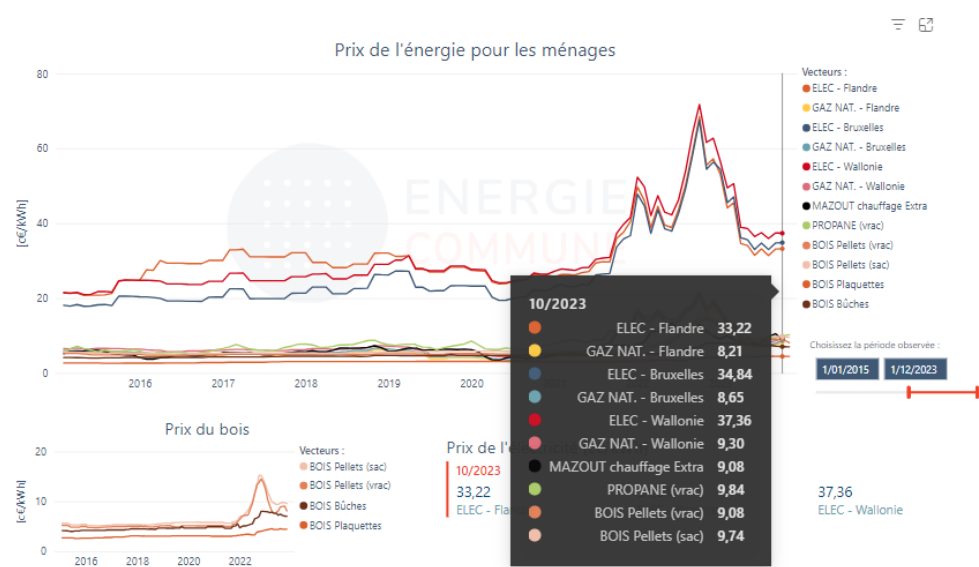 Prix de l'énergie pour les ménages
80
60
40
20
0
[c€/kWh]
2016
2017
2018
2019
2020
ENERGIE
COMMUN
Vecteurs :
ELEC - Flandre
GAZ NAT. - Flandre
ELEC - Bruxelles
GAZ NAT. - Bruxelles
ELEC - Wallonie
GAZ NAT. - Wallonie
MAZOUT chauffage Extra
PROPANE (vrac)
BOIS Pellets (vrac)
BOIS Pellets (sac)
BOIS Plaquettes
BOIS Bûches
Choisissez la période observée :
1/01/2015 1/12/2023
10/2023
ELEC - Flandre 33,22
GAZ NAT. - Flandre 8,21
ELEC - Bruxelles 34,84
GAZ NAT. - Bruxelles 8,65
ELEC - Wallonie 37,36
GAZ NAT. - Wallonie 9,30
MAZOUT chauffage Extra 9,08
PROPANE (vrac) 9,84
BOIS Pellets (vrac) 9,08
BOIS Pellets (sac) 9,74
Prix du bois
20
10
0
[c€/kWh]
2016 2018 2020 2022
Vecteurs :
BOIS Pellets (sac)
BOIS Pellets (vrac)
BOIS Bûches
BOIS Plaquettes
Prix de l'
10/2023
33,22
ELEC - Fla
37,36
ELEC - Wallonie